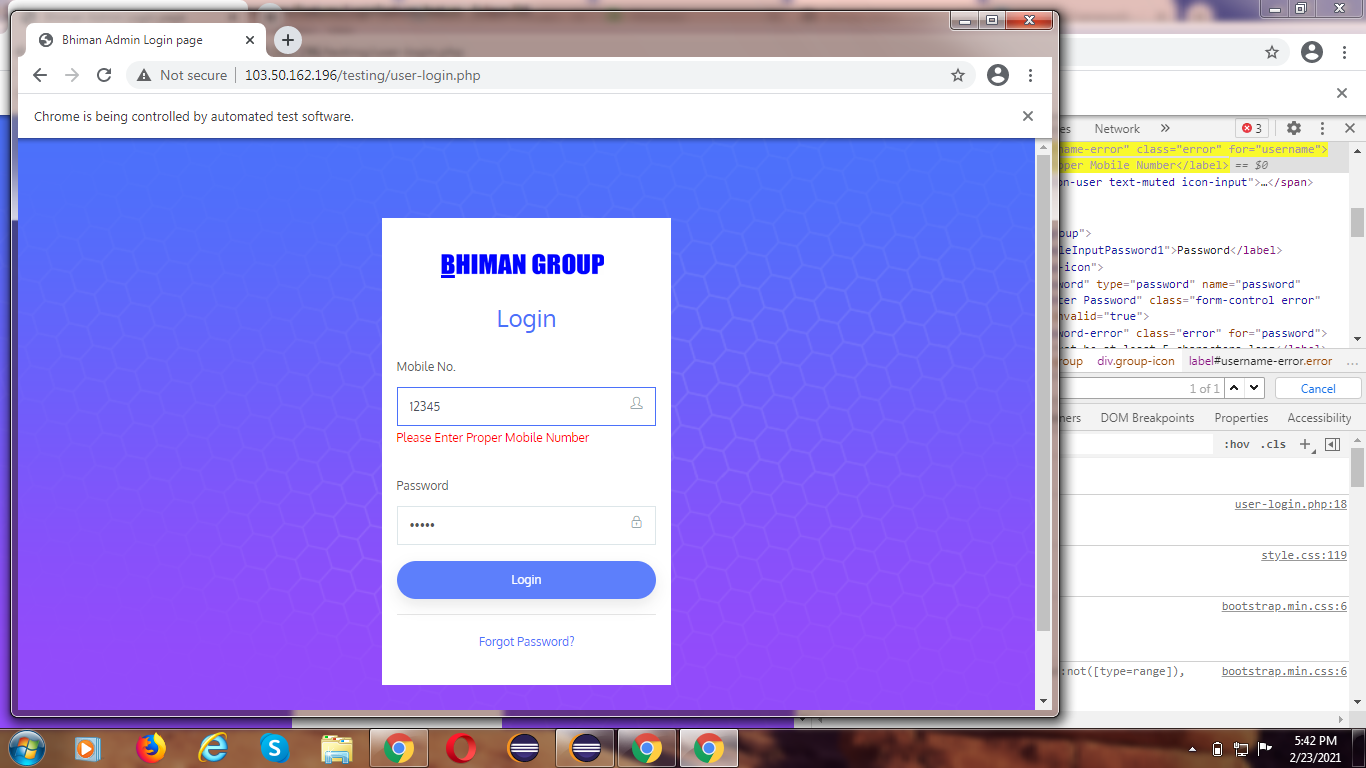 Bhiman Admin Login page
Not secure
103.50.162.196/testing/user-login.php
Chrome is being controlled by automated test software.
BHIMAN GROUP
Login
Mobile No.
12345
Please Enter Proper Mobile Number
Password
•••••
Login
Forgot Password?
Network
3
name-error" class="error" for="username">
per Mobile Number</label> == $0
on-user text-muted icon-input">…</span>
oup">
leInputPassword1">Password</label>
-icon">
word" type="password" name="password"
ter Password" class="form-control error"
nvalid="true">
word-error" class="error" for="password">
roup
div.group-icon
label#username-error.error
...
1 of 1
Cancel
ners
DOM Breakpoints
Properties
Accessibility
:hov
.cls
user-login.php:18
style.css:119
bootstrap.min.css:6
:not([type=range]),
bootstrap.min.css:6
5:42 PM
2/23/2021